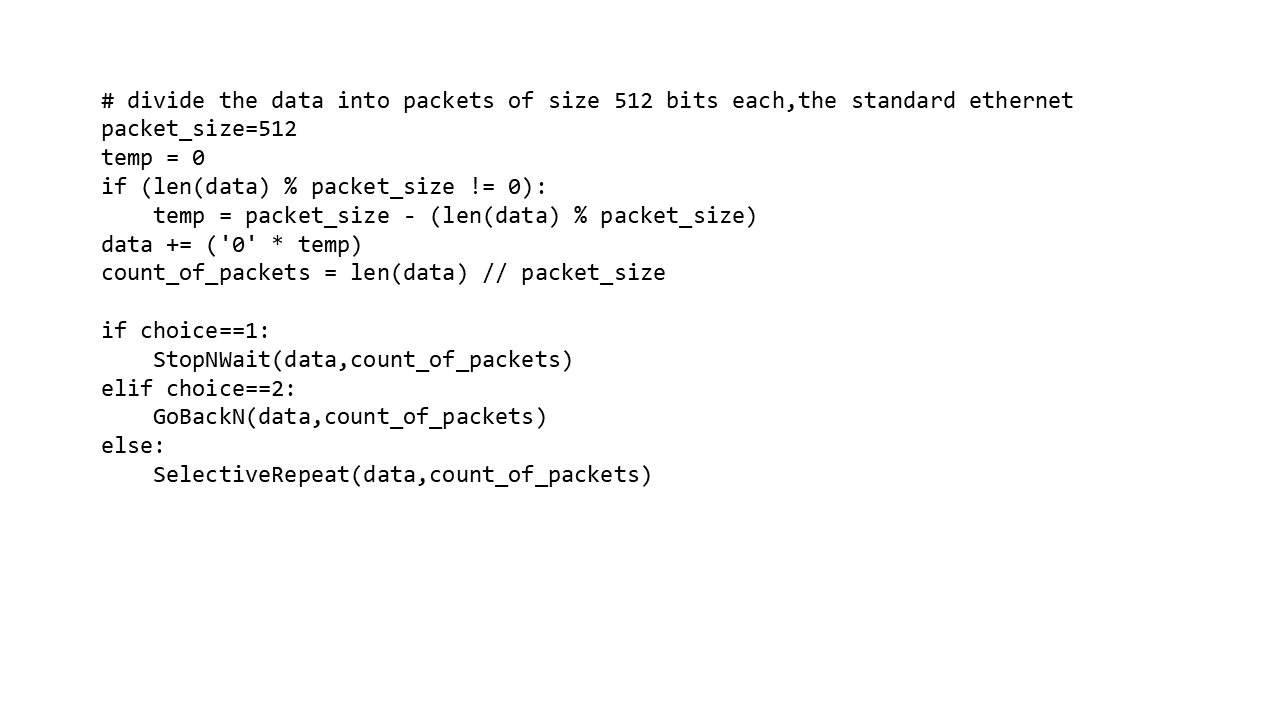 # divide the data into packets of size 512 bits each,the standard ethernet
packet_size=512
temp = 0
if (len(data) % packet_size != 0):
    temp = packet_size - (len(data) % packet_size)
data += ('0' * temp)
count_of_packets = len(data) // packet_size

if choice==1:
    StopNWait(data,count_of_packets)
elif choice==2:
    GoBackN(data,count_of_packets)
else:
    SelectiveRepeat(data,count_of_packets)